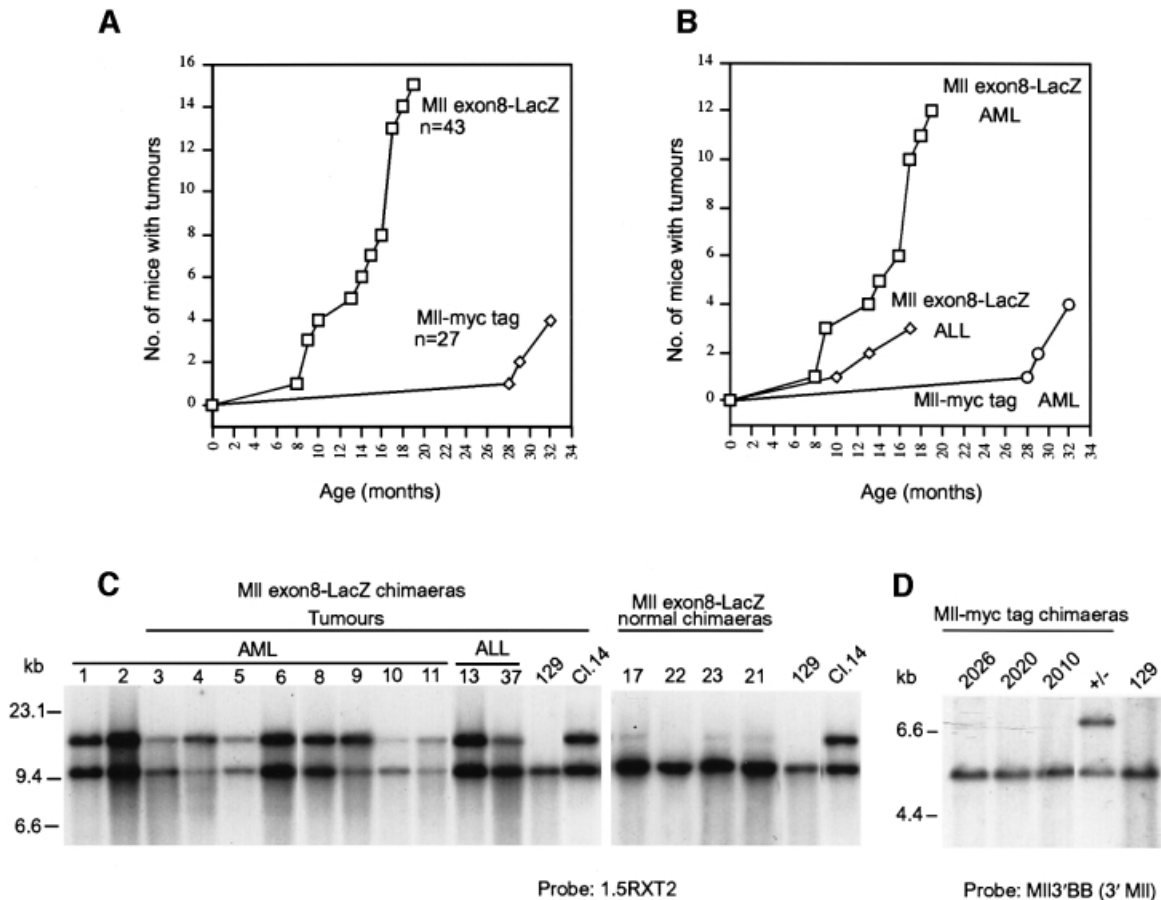 A
16
14
12
10
8
6
4
2
0
No. of mice with tumours
Mll exon8-LacZ
n=43
Mll-myc tag
n=27
0 2 4 6 8 10 12 14 16 18 20 22 24 26 28 30 32 34
Age (months)
B
14
12
10
8
6
4
2
0
No. of mice with tumours
Mll exon8-LacZ
AML
Mll exon8-LacZ
ALL
Mll-myc tag AML
0 2 4 6 8 10 12 14 16 18 20 22 24 26 28 30 32 34
Age (months)
C
Mll exon8-LacZ chimaeras
Tumours
AML ALL
kb 1 2 3 4 5 6 8 9 10 11 13 37 129 Cl.14
23.1
9.4
6.6
Mll exon8-LacZ
normal chimaeras
17 22 23 21 129 Cl.14
Probe: 1.5RXT2
D
Mll-myc tag chimaeras
kb 2026 2020 2010 +/- 129
6.6
4.4
Probe: Mll3'BB (3' Mll)